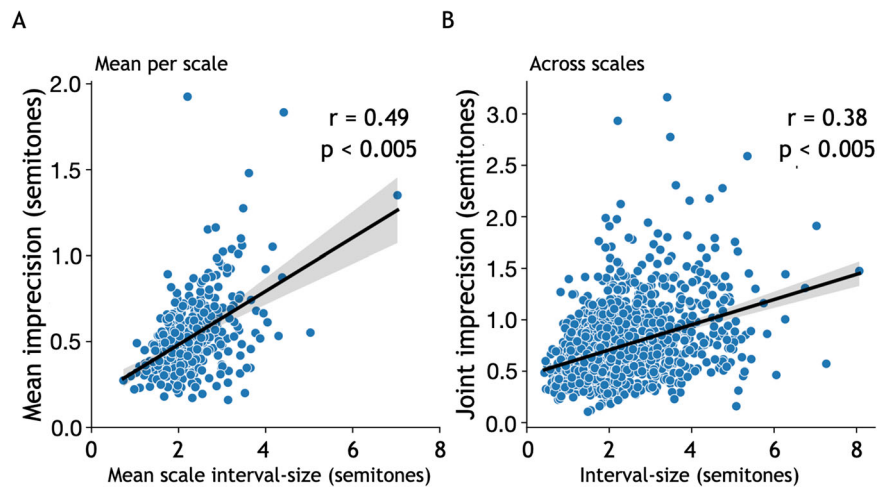 A
Mean per scale
r = 0.49
p < 0.005
Mean imprecision (semitones)
2.0
1.5
1.0
0.5
0.0
0
2
4
6
8
Mean scale interval-size (semitones)
B
Across scales
r = 0.38
p < 0.005
Joint imprecision (semitones)
3.0
2.5
2.0
1.5
1.0
0.5
0.0
0
2
4
6
8
Interval-size (semitones)